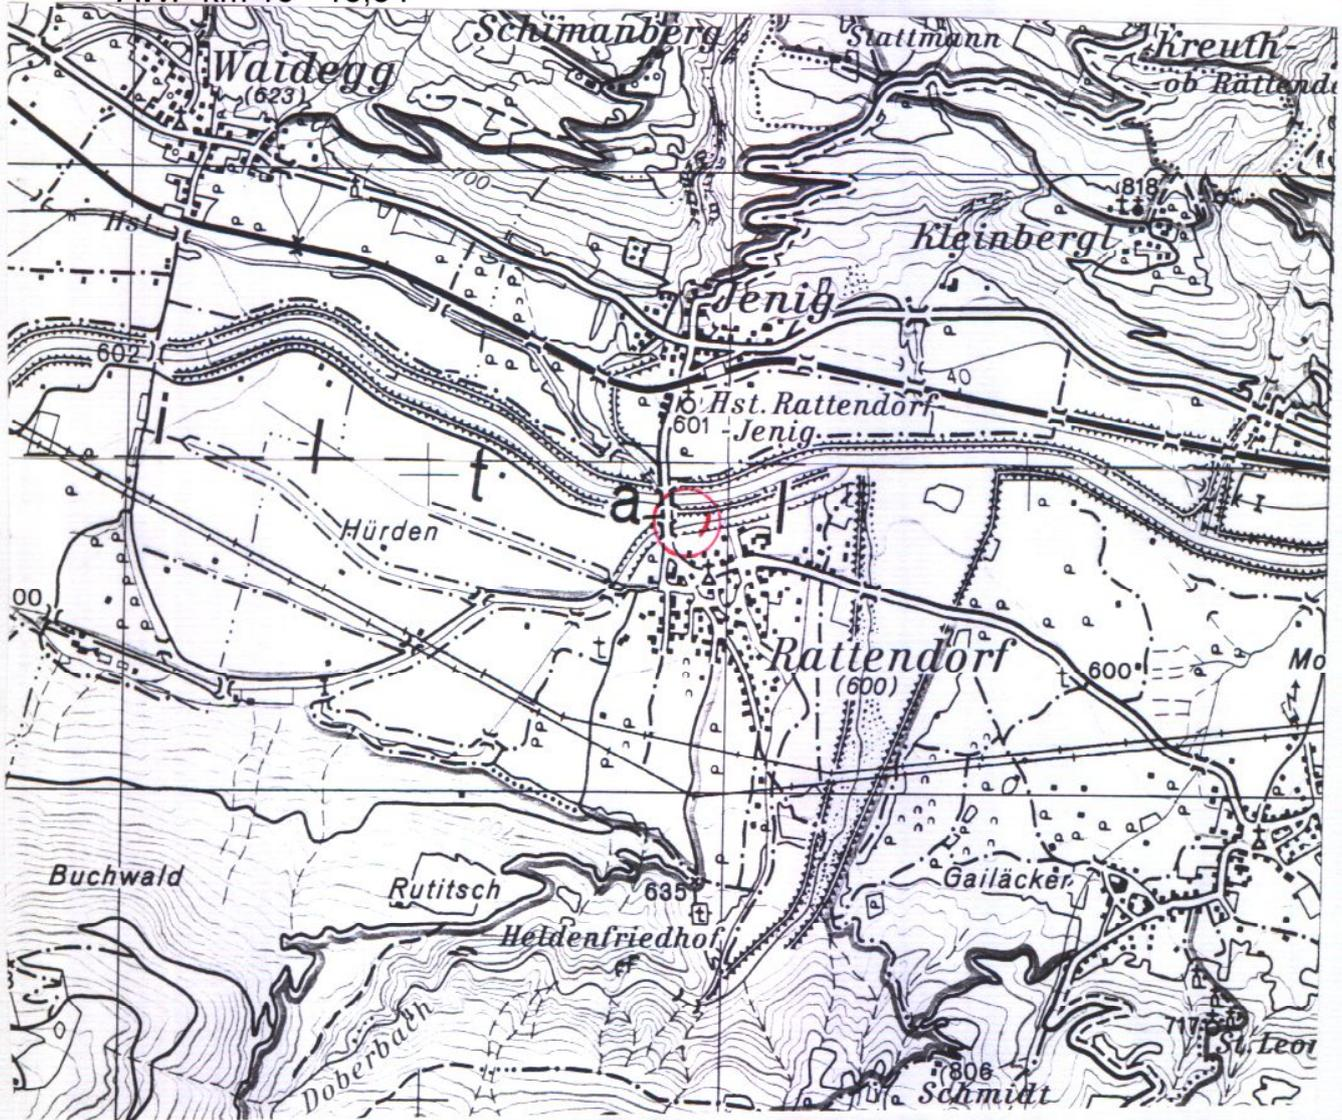 Schimanberg
Stattmann
Kreuth-
ob Rattend
Waidegg
(623)
700
818
Hst.
Kleinbergl
Jenig
602
40
Hst. Rattendorf-
-Jenig
601
a
l
t
Hürden
00
Rattendorf
(600)
t
600
t
Mo
Buchwald
Rutitsch
635
Gailäcker
Heldenfriedhof
Doberbach
717
St. Leon
806
Schmidt